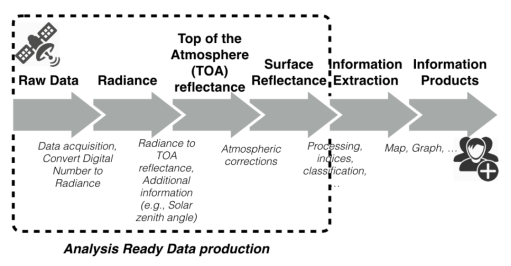 Raw Data
Radiance
Top of the
Atmosphere
(TOA)
reflectance
Surface
Reflectance
Information
Extraction
Information
Products
Data acquisition,
Convert Digital
Number to
Radiance
Radiance to
TOA
reflectance,
Additional
information
(e.g., Solar
zenith angle)
Atmospheric
corrections
Processing,
indices,
classification,
...
Map, Graph, ...
Analysis Ready Data production